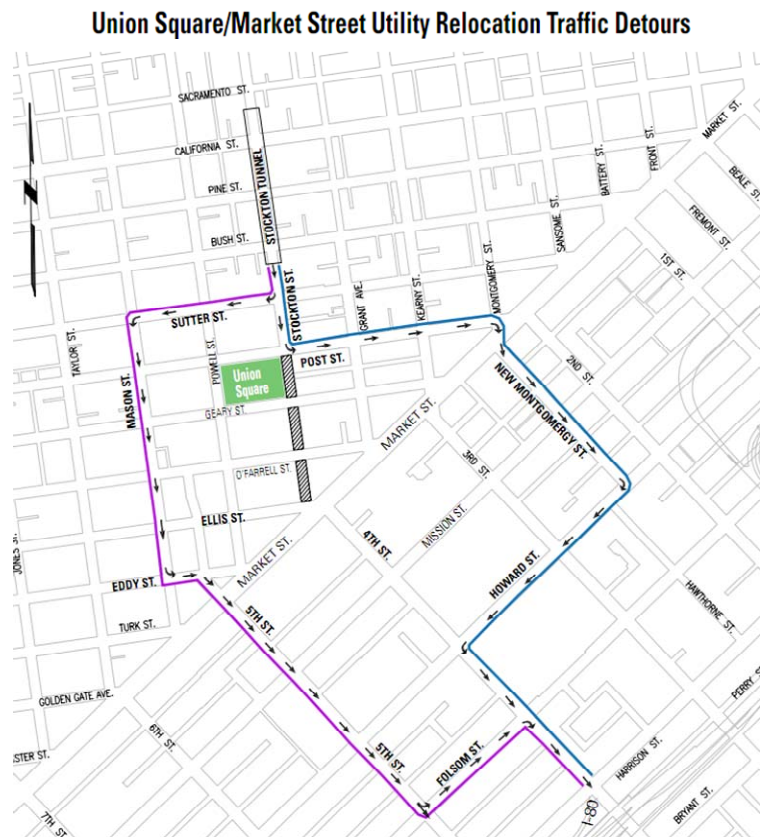 Union Square/Market Street Utility Relocation Traffic Detours
SACRAMENTO ST.
CALIFORNIA ST.
PINE ST.
BUSH ST.
STOCKTON TUNNEL
N
MARKET ST.
FRONT ST.
BATTERY ST.
BEALE ST.
FREMONT ST.
1ST ST.
SANSOME ST.
MONTGOMERY ST.
KEARNY ST.
GRANT AVE.
STOCKTON ST.
SUTTER ST.
TAYLOR ST.
POWELL ST.
MASON ST.
POST ST.
Union
Square
2ND ST.
NEW MONTGOMERGY ST.
GEARY ST.
MARKET ST.
3RD ST.
O'FARRELL ST.
ELLIS ST.
MISSION ST.
4TH ST.
MARKET ST.
JONES ST.
EDDY ST.
HOWARD ST.
HAWTHORNE ST.
5TH ST.
TURK ST.
GOLDEN GATE AVE.
PERRY ST.
6TH ST.
5TH ST.
FOLSOM ST.
HARRISON ST.
ASTER ST.
7TH ST.
I-80
BRYANT ST.